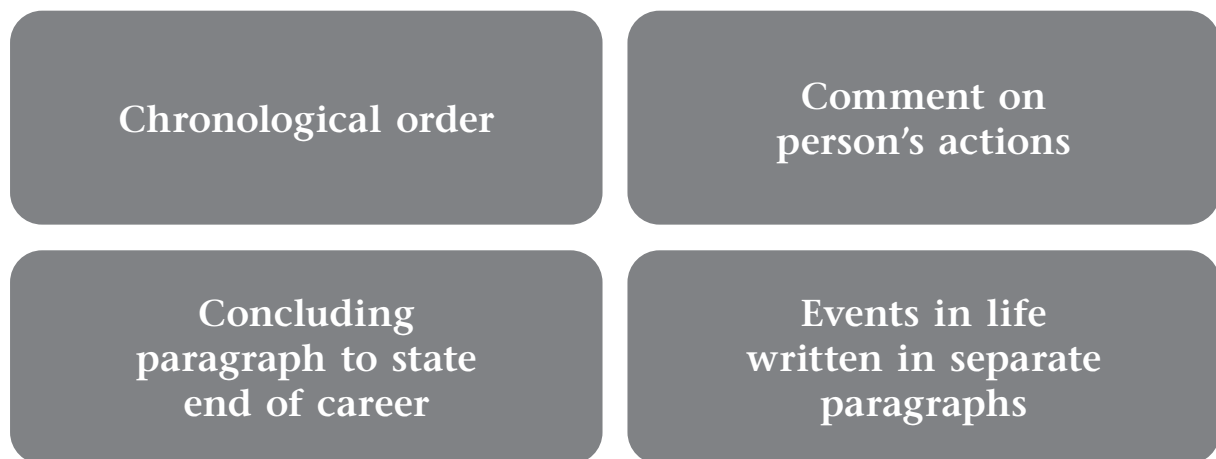 Chronological order
Comment on
person's actions
Concluding
paragraph to state
end of career
Events in life
written in separate
paragraphs